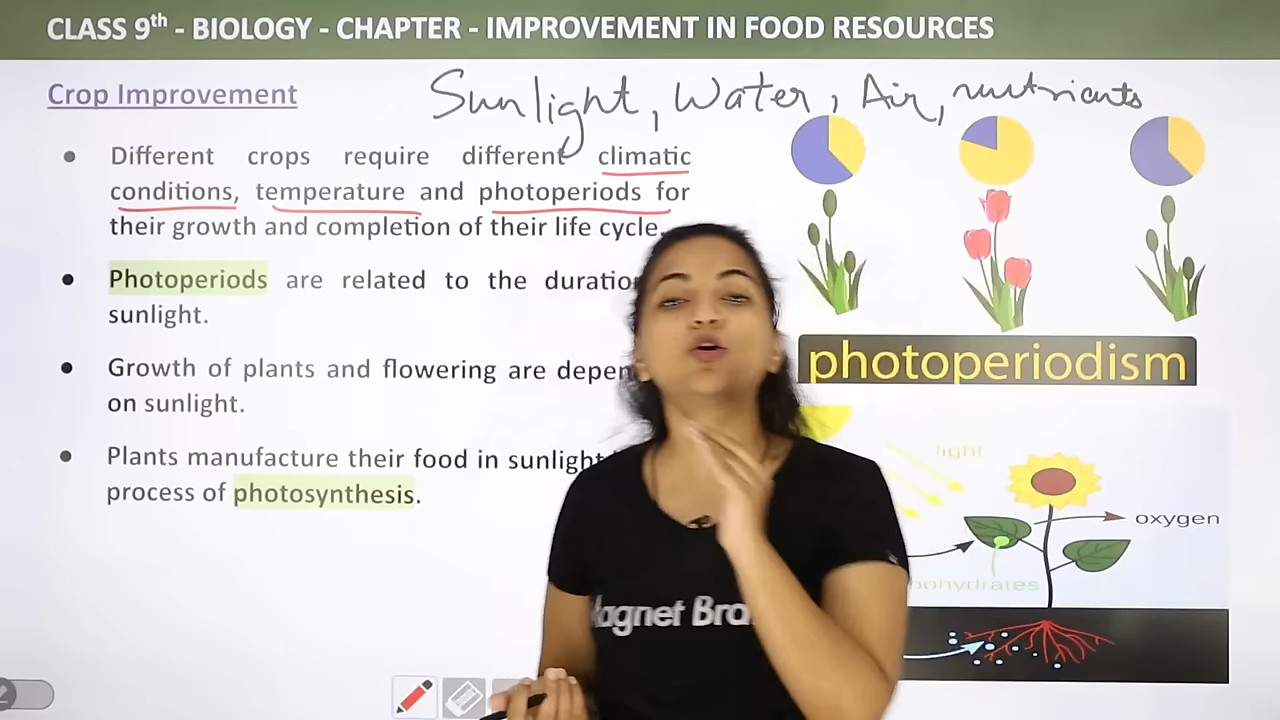 CLASS 9th - BIOLOGY - CHAPTER - IMPROVEMENT IN FOOD RESOURCES
Crop Improvement
Sunlight, Water, Air, nutrients
Different crops require different climatic
conditions, temperature and photoperiods for
their growth and completion of their life cycle.
Photoperiods are related to the duration
sunlight.
Growth of plants and flowering are depen
on sunlight.
Plants manufacture their food in sunlight
process of photosynthesis.
photoperiodism
light
oxygen
ohydrates
Magnet Bra